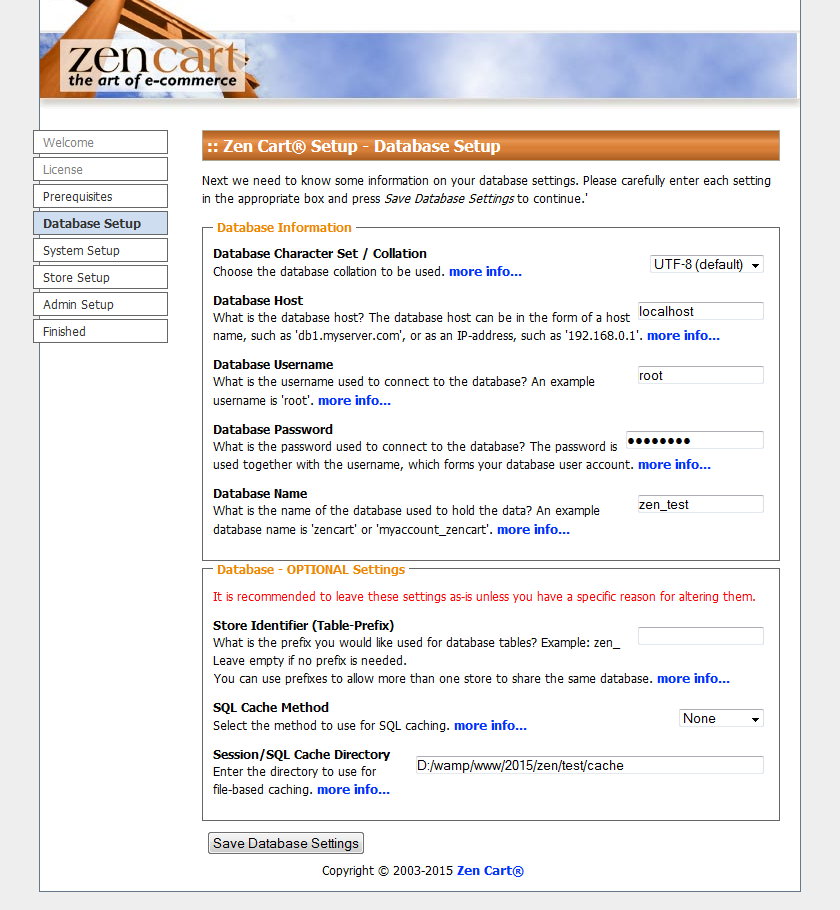 zencart
the art of e-commerce
Welcome
License
Prerequisites
Database Setup
System Setup
Store Setup
Admin Setup
Finished
:: Zen Cart® Setup - Database Setup
Next we need to know some information on your database settings. Please carefully enter each setting
in the appropriate box and press Save Database Settings to continue.'
Database Information
Database Character Set / Collation
Choose the database collation to be used. more info...
UTF-8 (default)
Database Host
What is the database host? The database host can be in the form of a host
name, such as 'db1.myserver.com', or as an IP-address, such as '192.168.0.1'. more info...
localhost
Database Username
What is the username used to connect to the database? An example
username is 'root'. more info...
root
Database Password
What is the password used to connect to the database? The password is
used together with the username, which forms your database user account. more info...
●●●●●●●●
Database Name
What is the name of the database used to hold the data? An example
database name is 'zencart' or 'myaccount_zencart'. more info...
zen_test
Database - OPTIONAL Settings
It is recommended to leave these settings as-is unless you have a specific reason for altering them.
Store Identifier (Table-Prefix)
What is the prefix you would like used for database tables? Example: zen_
Leave empty if no prefix is needed.
You can use prefixes to allow more than one store to share the same database. more info...
SQL Cache Method
Select the method to use for SQL caching. more info...
None
Session/SQL Cache Directory
Enter the directory to use for
file-based caching. more info...
D:/wamp/www/2015/zen/test/cache
Save Database Settings
Copyright © 2003-2015 Zen Cart®